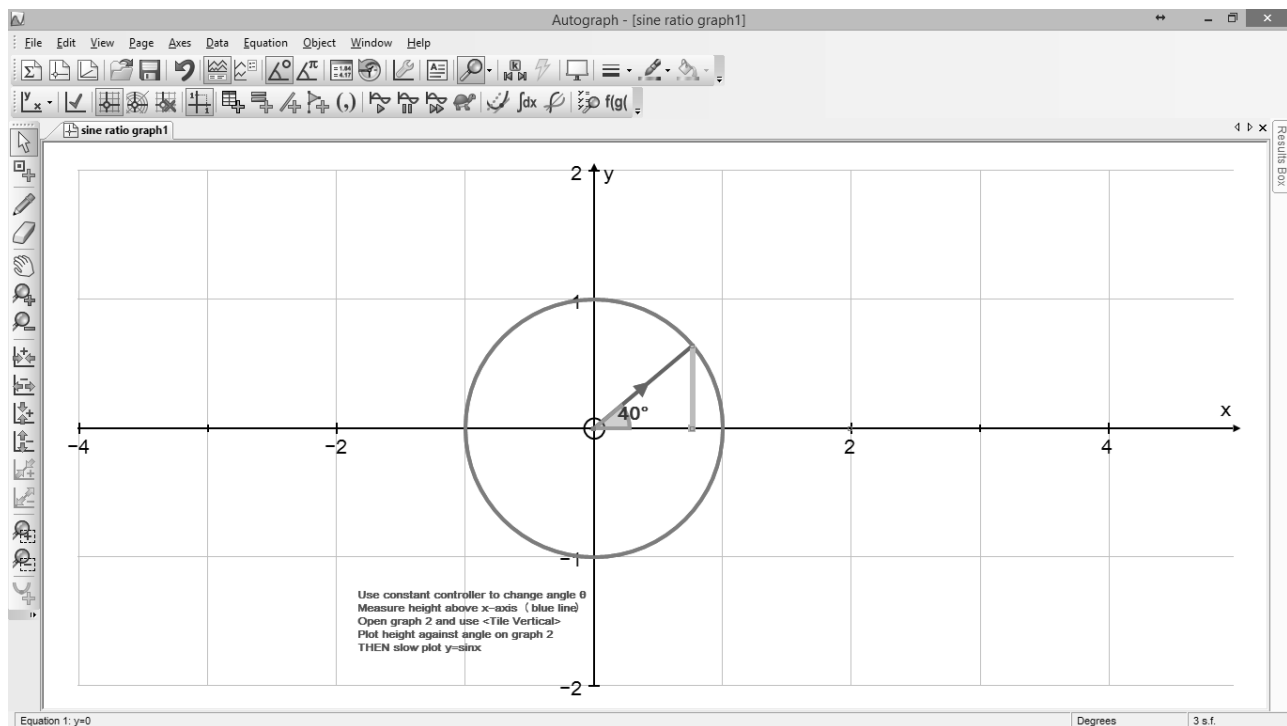 Autograph - [sine ratio graph1]
File Edit View Page Axes Data Equation Object Window Help
sine ratio graph1
Results Box
2 y
1
40°
x
−4 −2 2 4
−1
Use constant controller to change angle θ
Measure height above x-axis ( blue line)
Open graph 2 and use <Tile Vertical>
Plot height against angle on graph 2
THEN slow plot y=sinx
−2
Equation 1: y=0 Degrees 3 s.f.